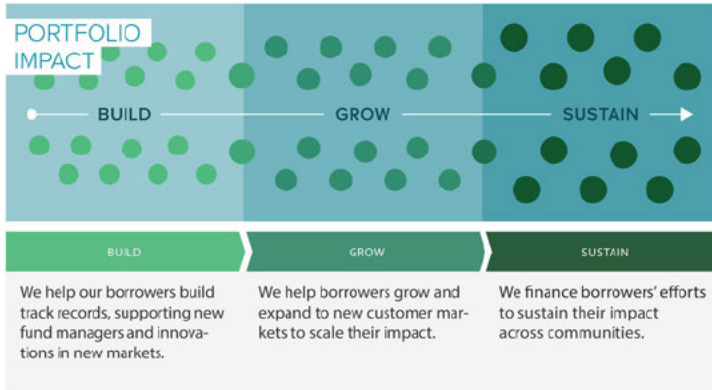 PORTFOLIO
IMPACT
BUILD
GROW
SUSTAIN
BUILD
GROW
SUSTAIN
We help our borrowers build
track records, supporting new
fund managers and innova-
tions in new markets.
We help borrowers grow and
expand to new customer mar-
kets to scale their impact.
We finance borrowers' efforts
to sustain their impact
across communities.